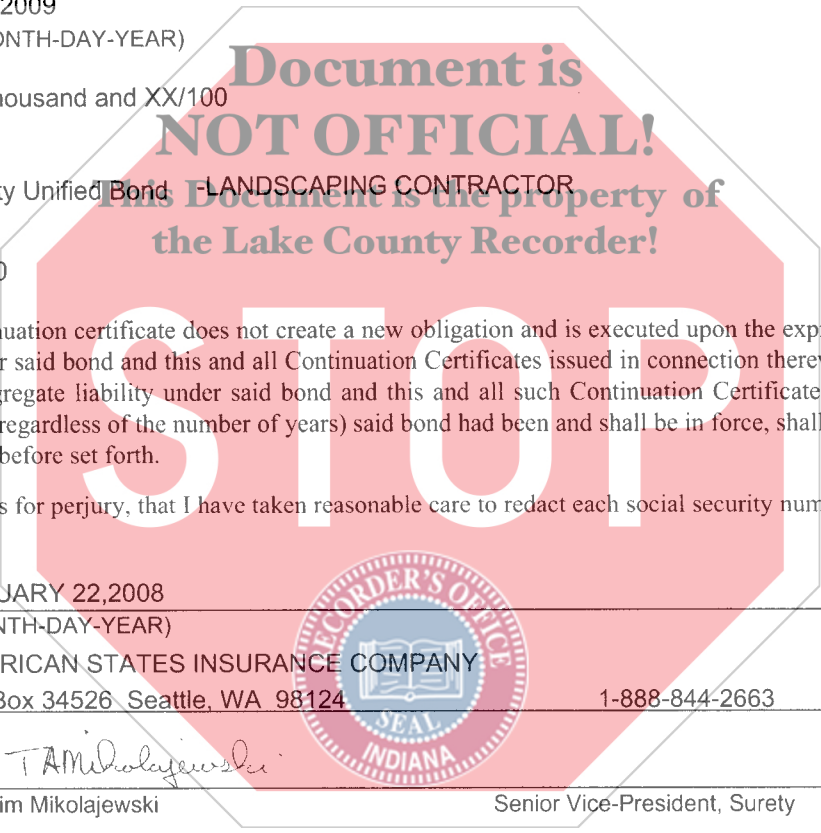 2009
ONTH-DAY-YEAR)
Document is
housand and XX/100
NOT OFFICIAL!
ty Unified Bond -LANDSCAPING CONTRACTOR
This Document is the property of
the Lake County Recorder!
0
STOP
nuation certificate does not create a new obligation and is executed upon the exp
r said bond and this and all Continuation Certificates issued in connection there
gregate liability under said bond and this and all such Continuation Certificate
regardless of the number of years) said bond had been and shall be in force, shall
before set forth.
s for perjury, that I have taken reasonable care to redact each social security num
UARY 22,2008
NTH-DAY-YEAR)
RICAN STATES INSURANCE COMPANY
Box 34526 Seattle, WA 98124 1-888-844-2663
RECORDER'S OFFICE
SEAL
INDIANA
TAMikolajewski
im Mikolajewski Senior Vice-President, Surety